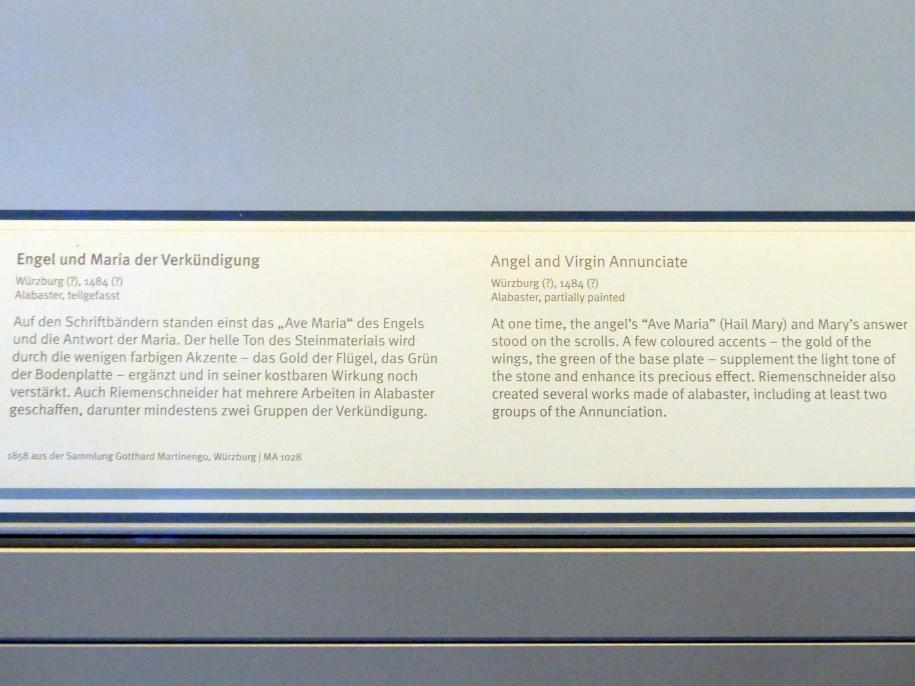 Engel und Maria der Verkündigung
Würzburg (?), 1484 (?)
Alabaster, teilgefasst
Auf den Schriftbändern standen einst das „Ave Maria“ des Engels
und die Antwort der Maria. Der helle Ton des Steinmaterials wird
durch die wenigen farbigen Akzente – das Gold der Flügel, das Grün
der Bodenplatte – ergänzt und in seiner kostbaren Wirkung noch
verstärkt. Auch Riemenschneider hat mehrere Arbeiten in Alabaster
geschaffen, darunter mindestens zwei Gruppen der Verkündigung.
1858 aus der Sammlung Gotthard Martinengo, Würzburg | MA 1028
Angel and Virgin Annunciate
Würzburg (?), 1484 (?)
Alabaster, partially painted
At one time, the angel’s “Ave Maria” (Hail Mary) and Mary’s answer
stood on the scrolls. A few coloured accents – the gold of the
wings, the green of the base plate – supplement the light tone of
the stone and enhance its precious effect. Riemenschneider also
created several works made of alabaster, including at least two
groups of the Annunciation.